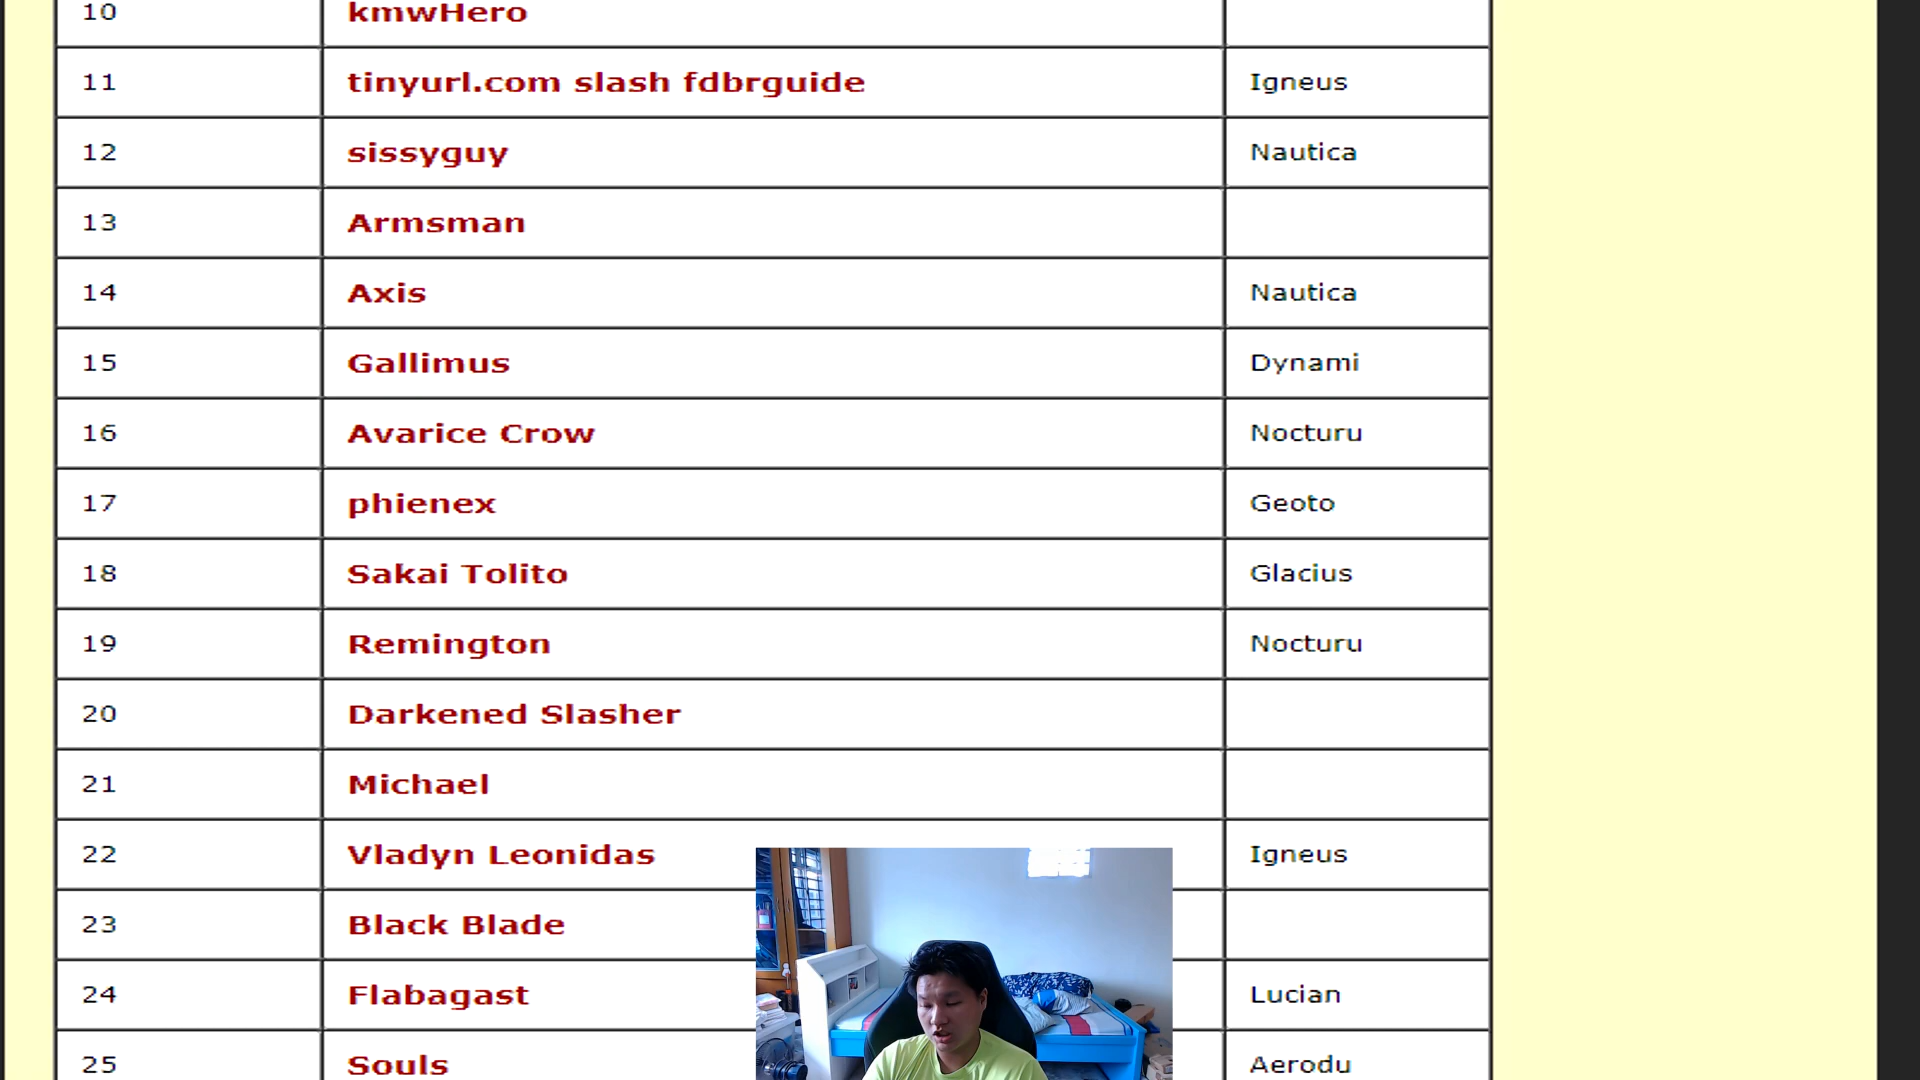 10 kmwHero
11 tinyurl.com slash fdbrguide Igneus
12 sissyguy Nautica
13 Armsman
14 Axis Nautica
15 Gallimus Dynami
16 Avarice Crow Nocturu
17 phienex Geoto
18 Sakai Tolito Glacius
19 Remington Nocturu
20 Darkened Slasher
21 Michael
22 Vladyn Leonidas Igneus
23 Black Blade
24 Flabagast Lucian
25 Souls Aerodu